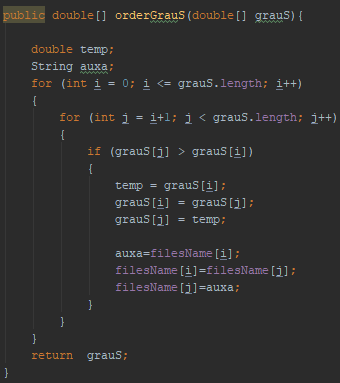 public double[] orderGrauS(double[] grauS){
double temp;
String auxa;
for (int i = 0; i <= grauS.length; i++)
{
for (int j = i+1; j < grauS.length; j++)
{
if (grauS[j] > grauS[i])
{
temp = grauS[i];
grauS[i] = grauS[j];
grauS[j] = temp;
auxa=filesName[i];
filesName[i]=filesName[j];
filesName[j]=auxa;
}
}
}
return  grauS;
}